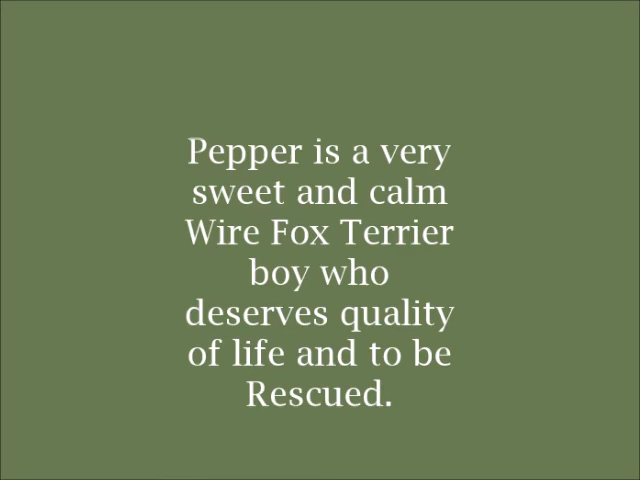 Pepper is a very
sweet and calm
Wire Fox Terrier
boy who
deserves quality
of life and to be
Rescued.